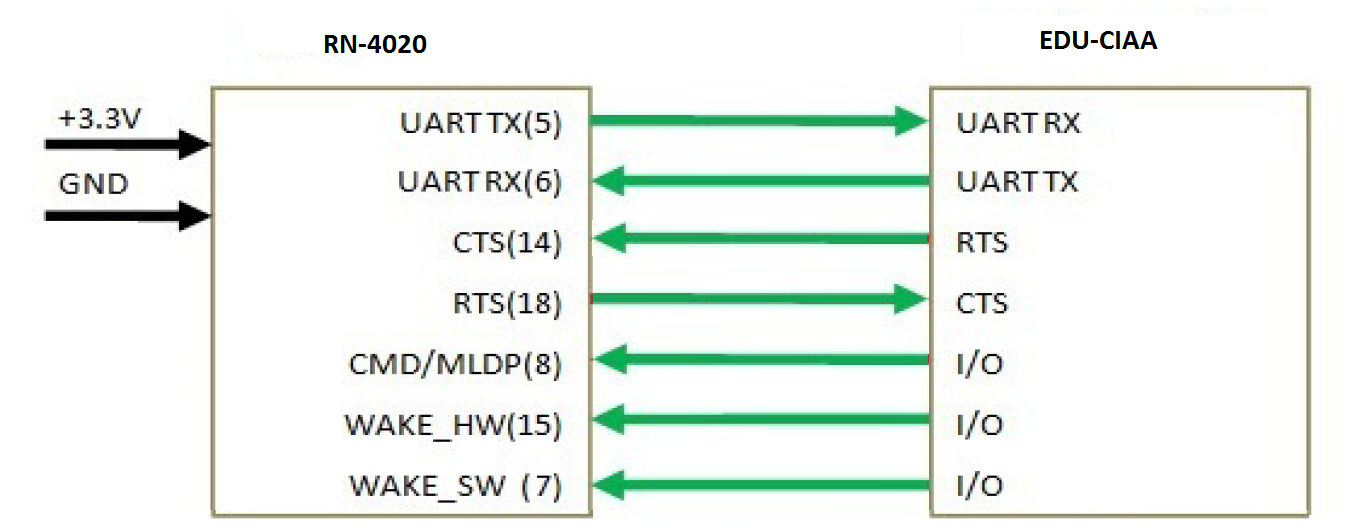 RN-4020
EDU-CIAA
+3.3V
GND
UART TX(5)
UART RX(6)
CTS(14)
RTS(18)
CMD/MLDP(8)
WAKE_HW(15)
WAKE_SW (7)
UART RX
UART TX
RTS
CTS
I/O
I/O
I/O